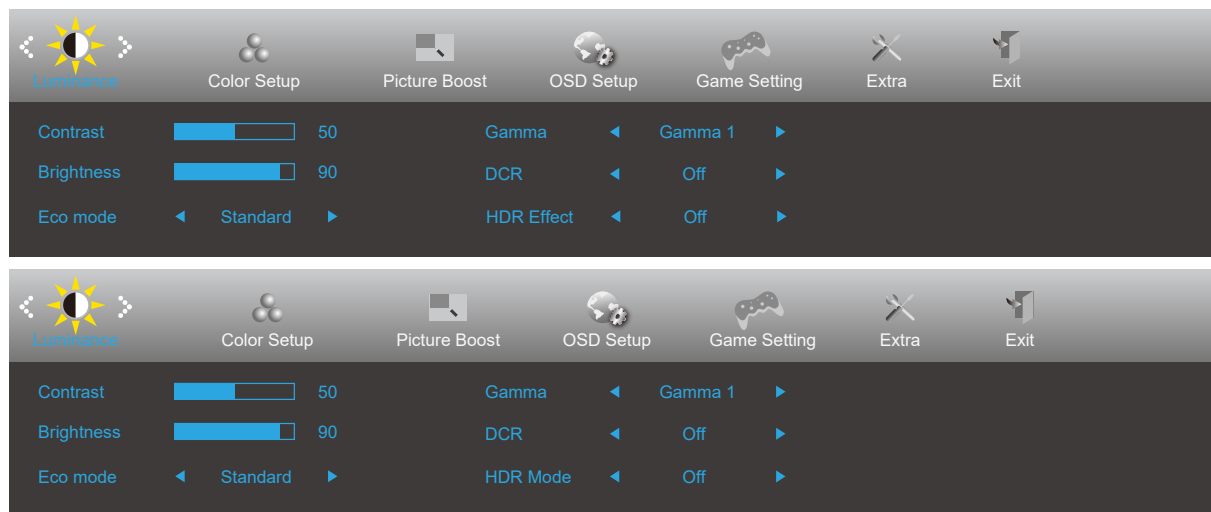 Luminance Color Setup Picture Boost OSD Setup Game Setting Extra Exit
Contrast 50 Gamma Gamma 1
Brightness 90 DCR Off
Eco mode Standard HDR Effect Off
Luminance Color Setup Picture Boost OSD Setup Game Setting Extra Exit
Contrast 50 Gamma Gamma 1
Brightness 90 DCR Off
Eco mode Standard HDR Mode Off